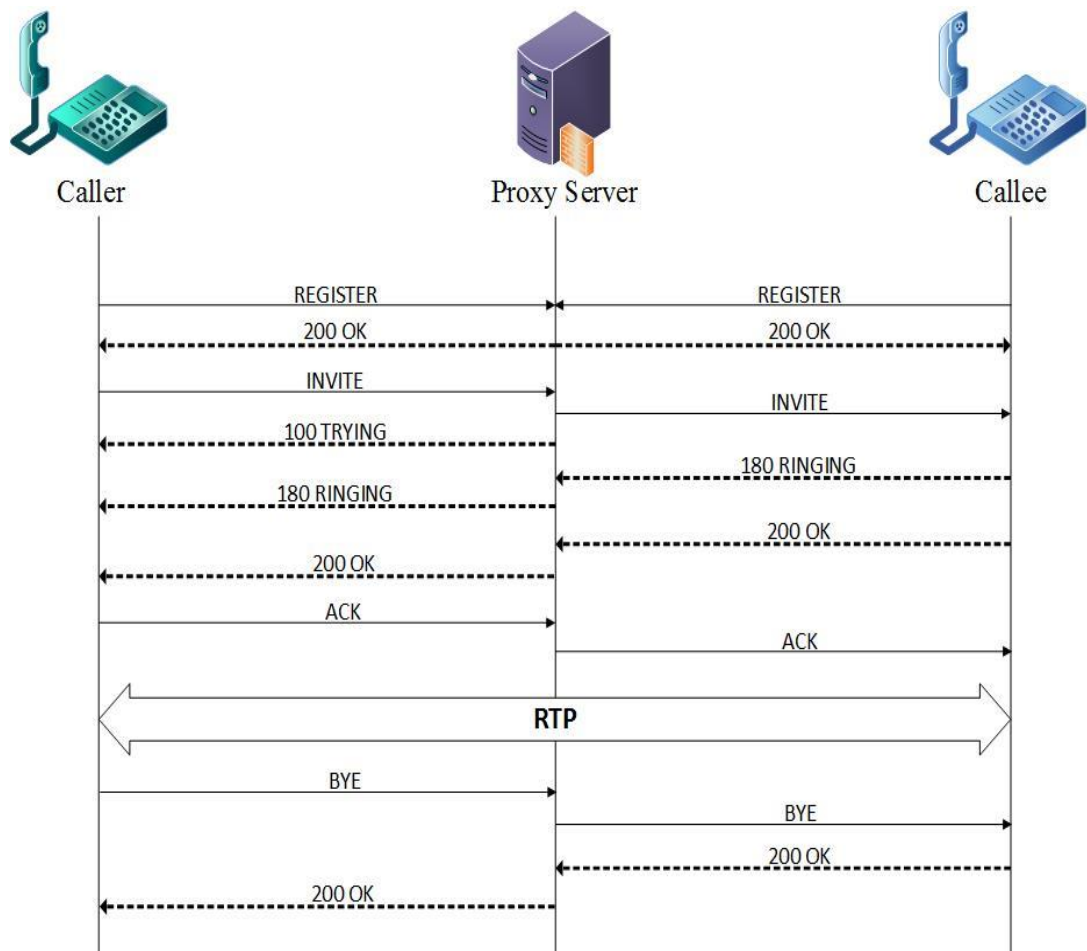 Caller
Proxy Server
Callee
REGISTER
REGISTER
200 OK
200 OK
INVITE
INVITE
100 TRYING
180 RINGING
180 RINGING
200 OK
200 OK
ACK
ACK
RTP
BYE
BYE
200 OK
200 OK